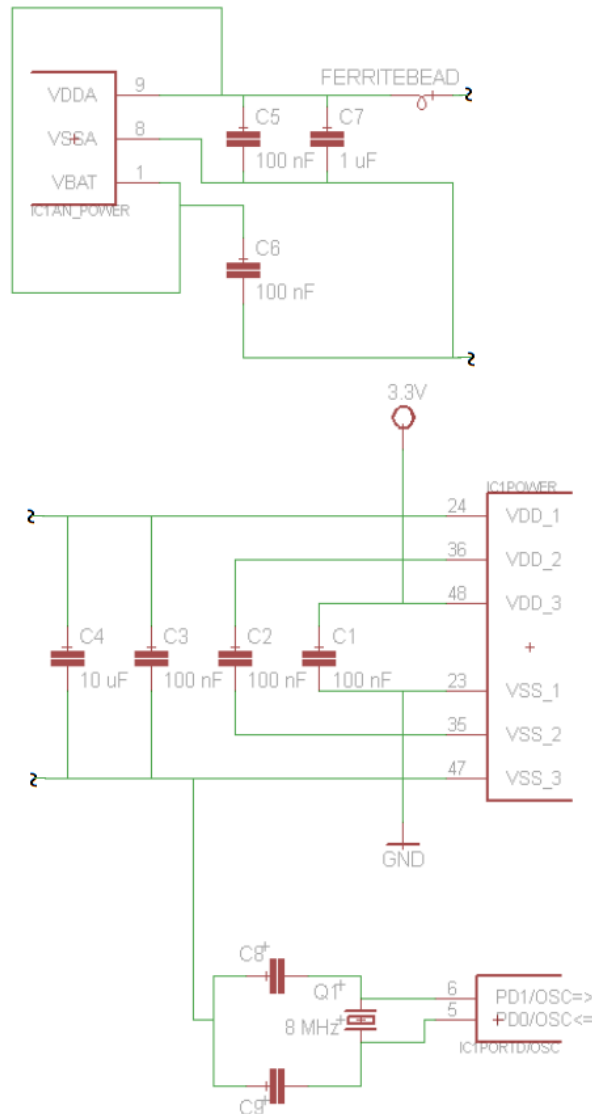 FERRITEBEAD
9
VDDA
C5
C7
8
VSSA
100 nF
1 uF
1
VBAT
IC1AN_POWER
C6
100 nF
3.3V
IC1POWER
24
VDD_1
36
VDD_2
48
VDD_3
C4
C3
C2
C1
10 uF
100 nF
100 nF
100 nF
23
VSS_1
35
VSS_2
47
VSS_3
GND
C8
Q1
6
PD1/OSC=>
8 MHz
5
PD0/OSC<=
IC1PORTD/OSC
C9